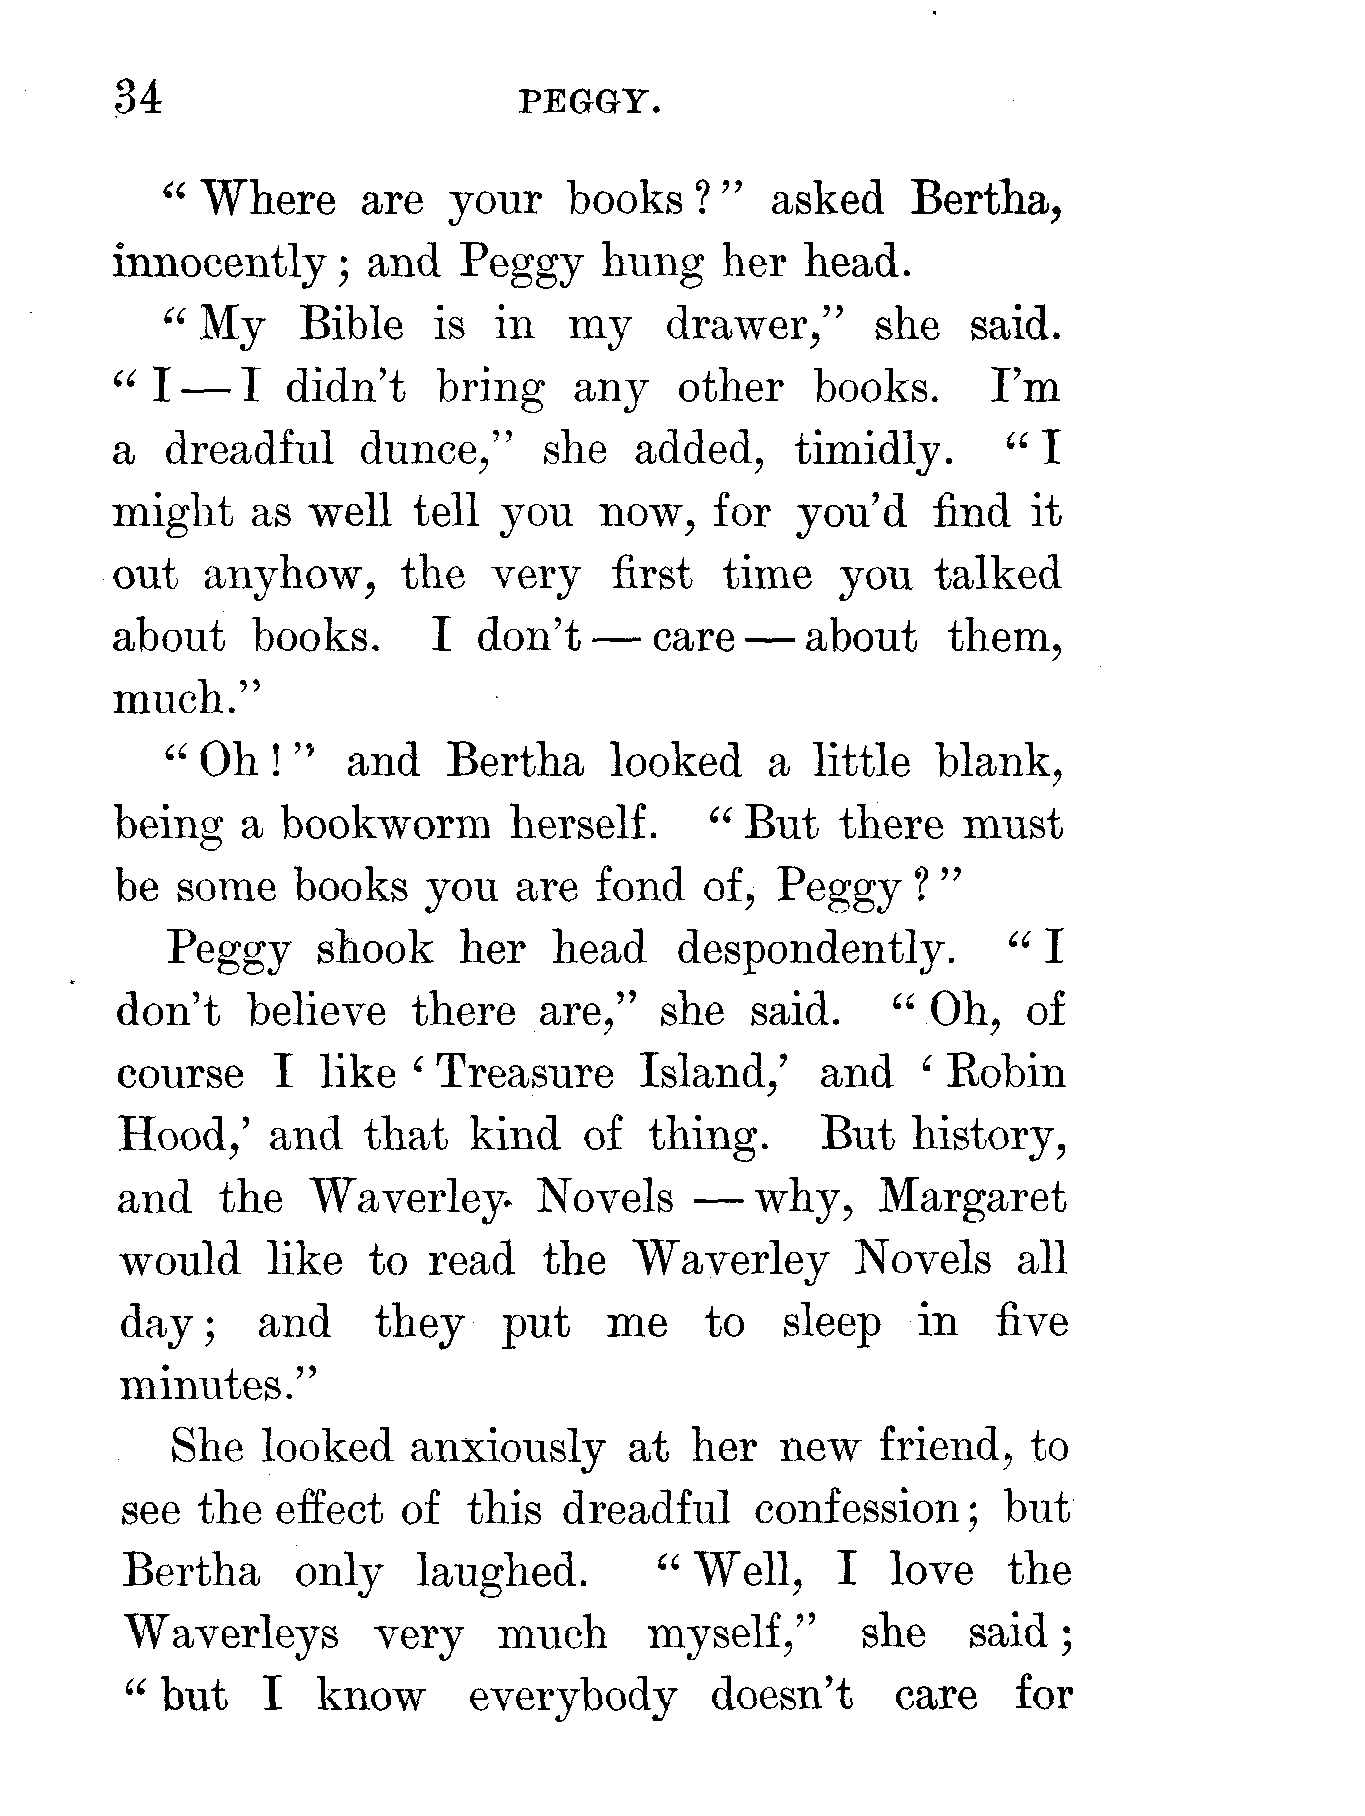 34 PEGGY.
“ Where are your books ? ” asked Bertha,
innocently ; and Peggy hung her head.
“ My Bible is in my drawer,” she said.
“ I — I didn’t bring any other books. I’m
a dreadful dunce,” she added, timidly. “ I
might as well tell you now, for you’d find it
out anyhow, the very first time you talked
about books. I don’t — care — about them,
much.”
“ Oh ! ” and Bertha looked a little blank,
being a bookworm herself. “ But there must
be some books you are fond of, Peggy ? ”
Peggy shook her head despondently. “ I
don’t believe there are,” she said. “ Oh, of
course I like ‘ Treasure Island,’ and ‘ Robin
Hood,’ and that kind of thing. But history,
and the Waverley Novels — why, Margaret
would like to read the Waverley Novels all
day ; and they put me to sleep in five
minutes.”
She looked anxiously at her new friend, to
see the effect of this dreadful confession ; but
Bertha only laughed. “ Well, I love the
Waverleys very much myself,” she said ;
“ but I know everybody doesn’t care for